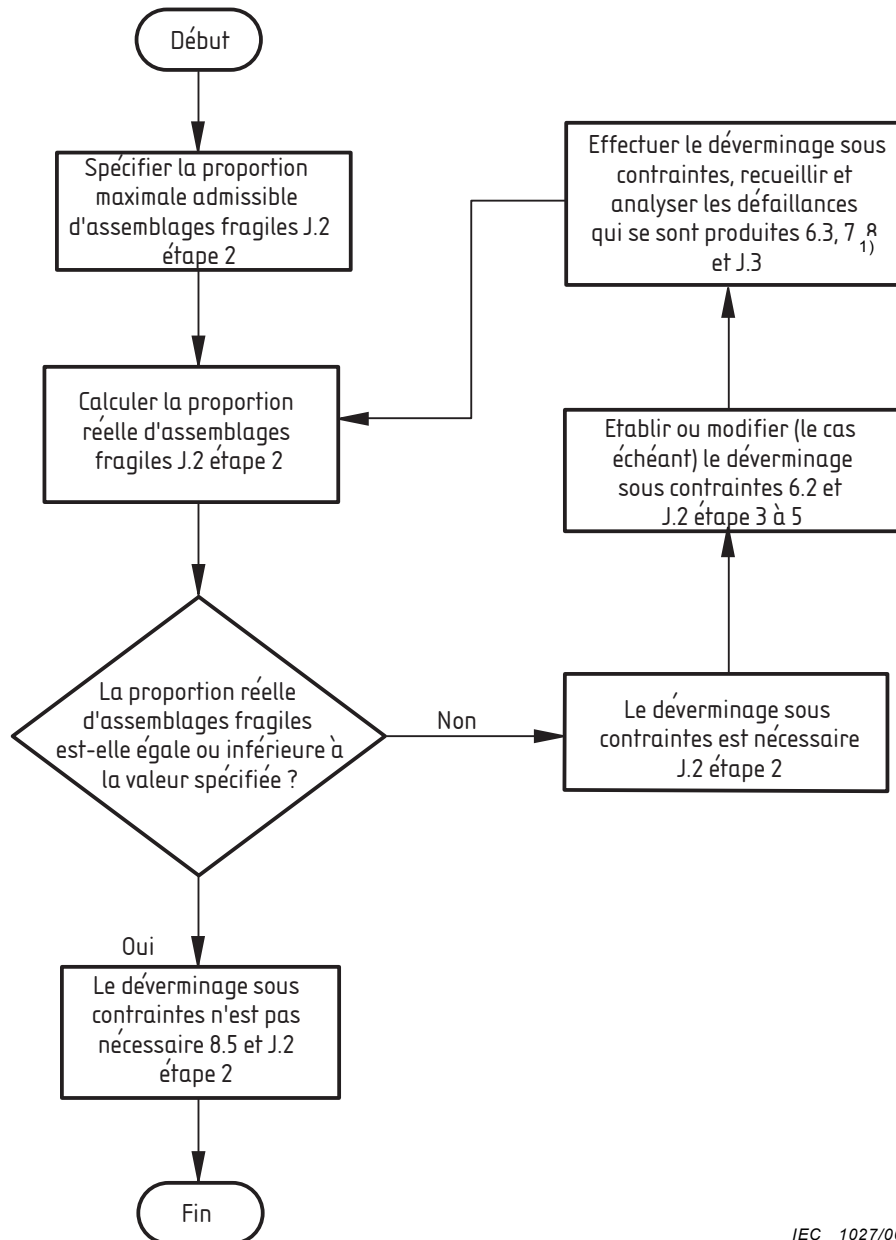 Début
Spécifier la proportion
maximale admissible
d'assemblages fragiles J.2
étape 2
Effectuer le déverminage sous
contraintes, recueillir et
analyser les défaillances
qui se sont produites 6.3, 7 ,8
1)
et J.3
Calculer la proportion
réelle d'assemblages
fragiles J.2 étape 2
Etablir ou modifier (le cas
échéant) le déverminage
sous contraintes 6.2 et
J.2 étape 3 à 5
La proportion réelle
d'assemblages fragiles
est-elle égale ou inférieure à
la valeur spécifiée ?
Non
Le déverminage sous
contraintes est nécessaire
J.2 étape 2
Oui
Le déverminage sous
contraintes n'est pas
nécessaire 8.5 et J.2
étape 2
Fin
IEC 1027/0